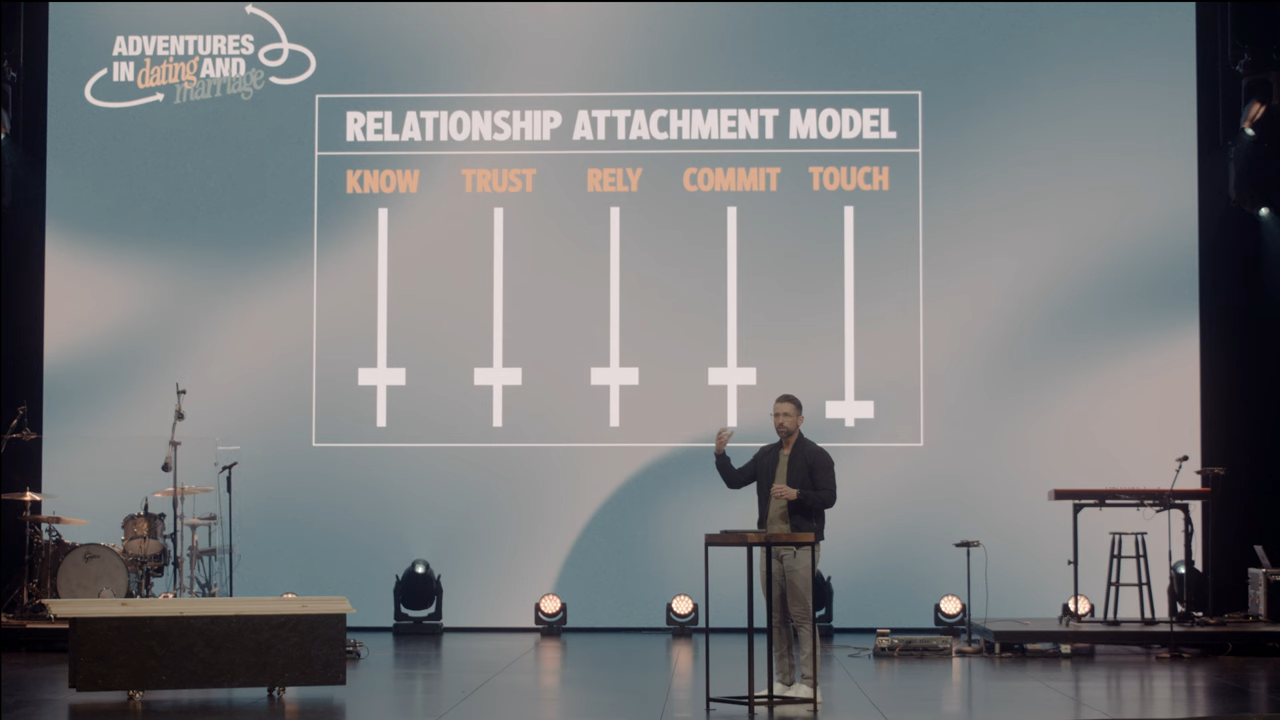 ADVENTURES
IN dating AND
marriage
RELATIONSHIP ATTACHMENT MODEL
KNOW TRUST RELY COMMIT TOUCH